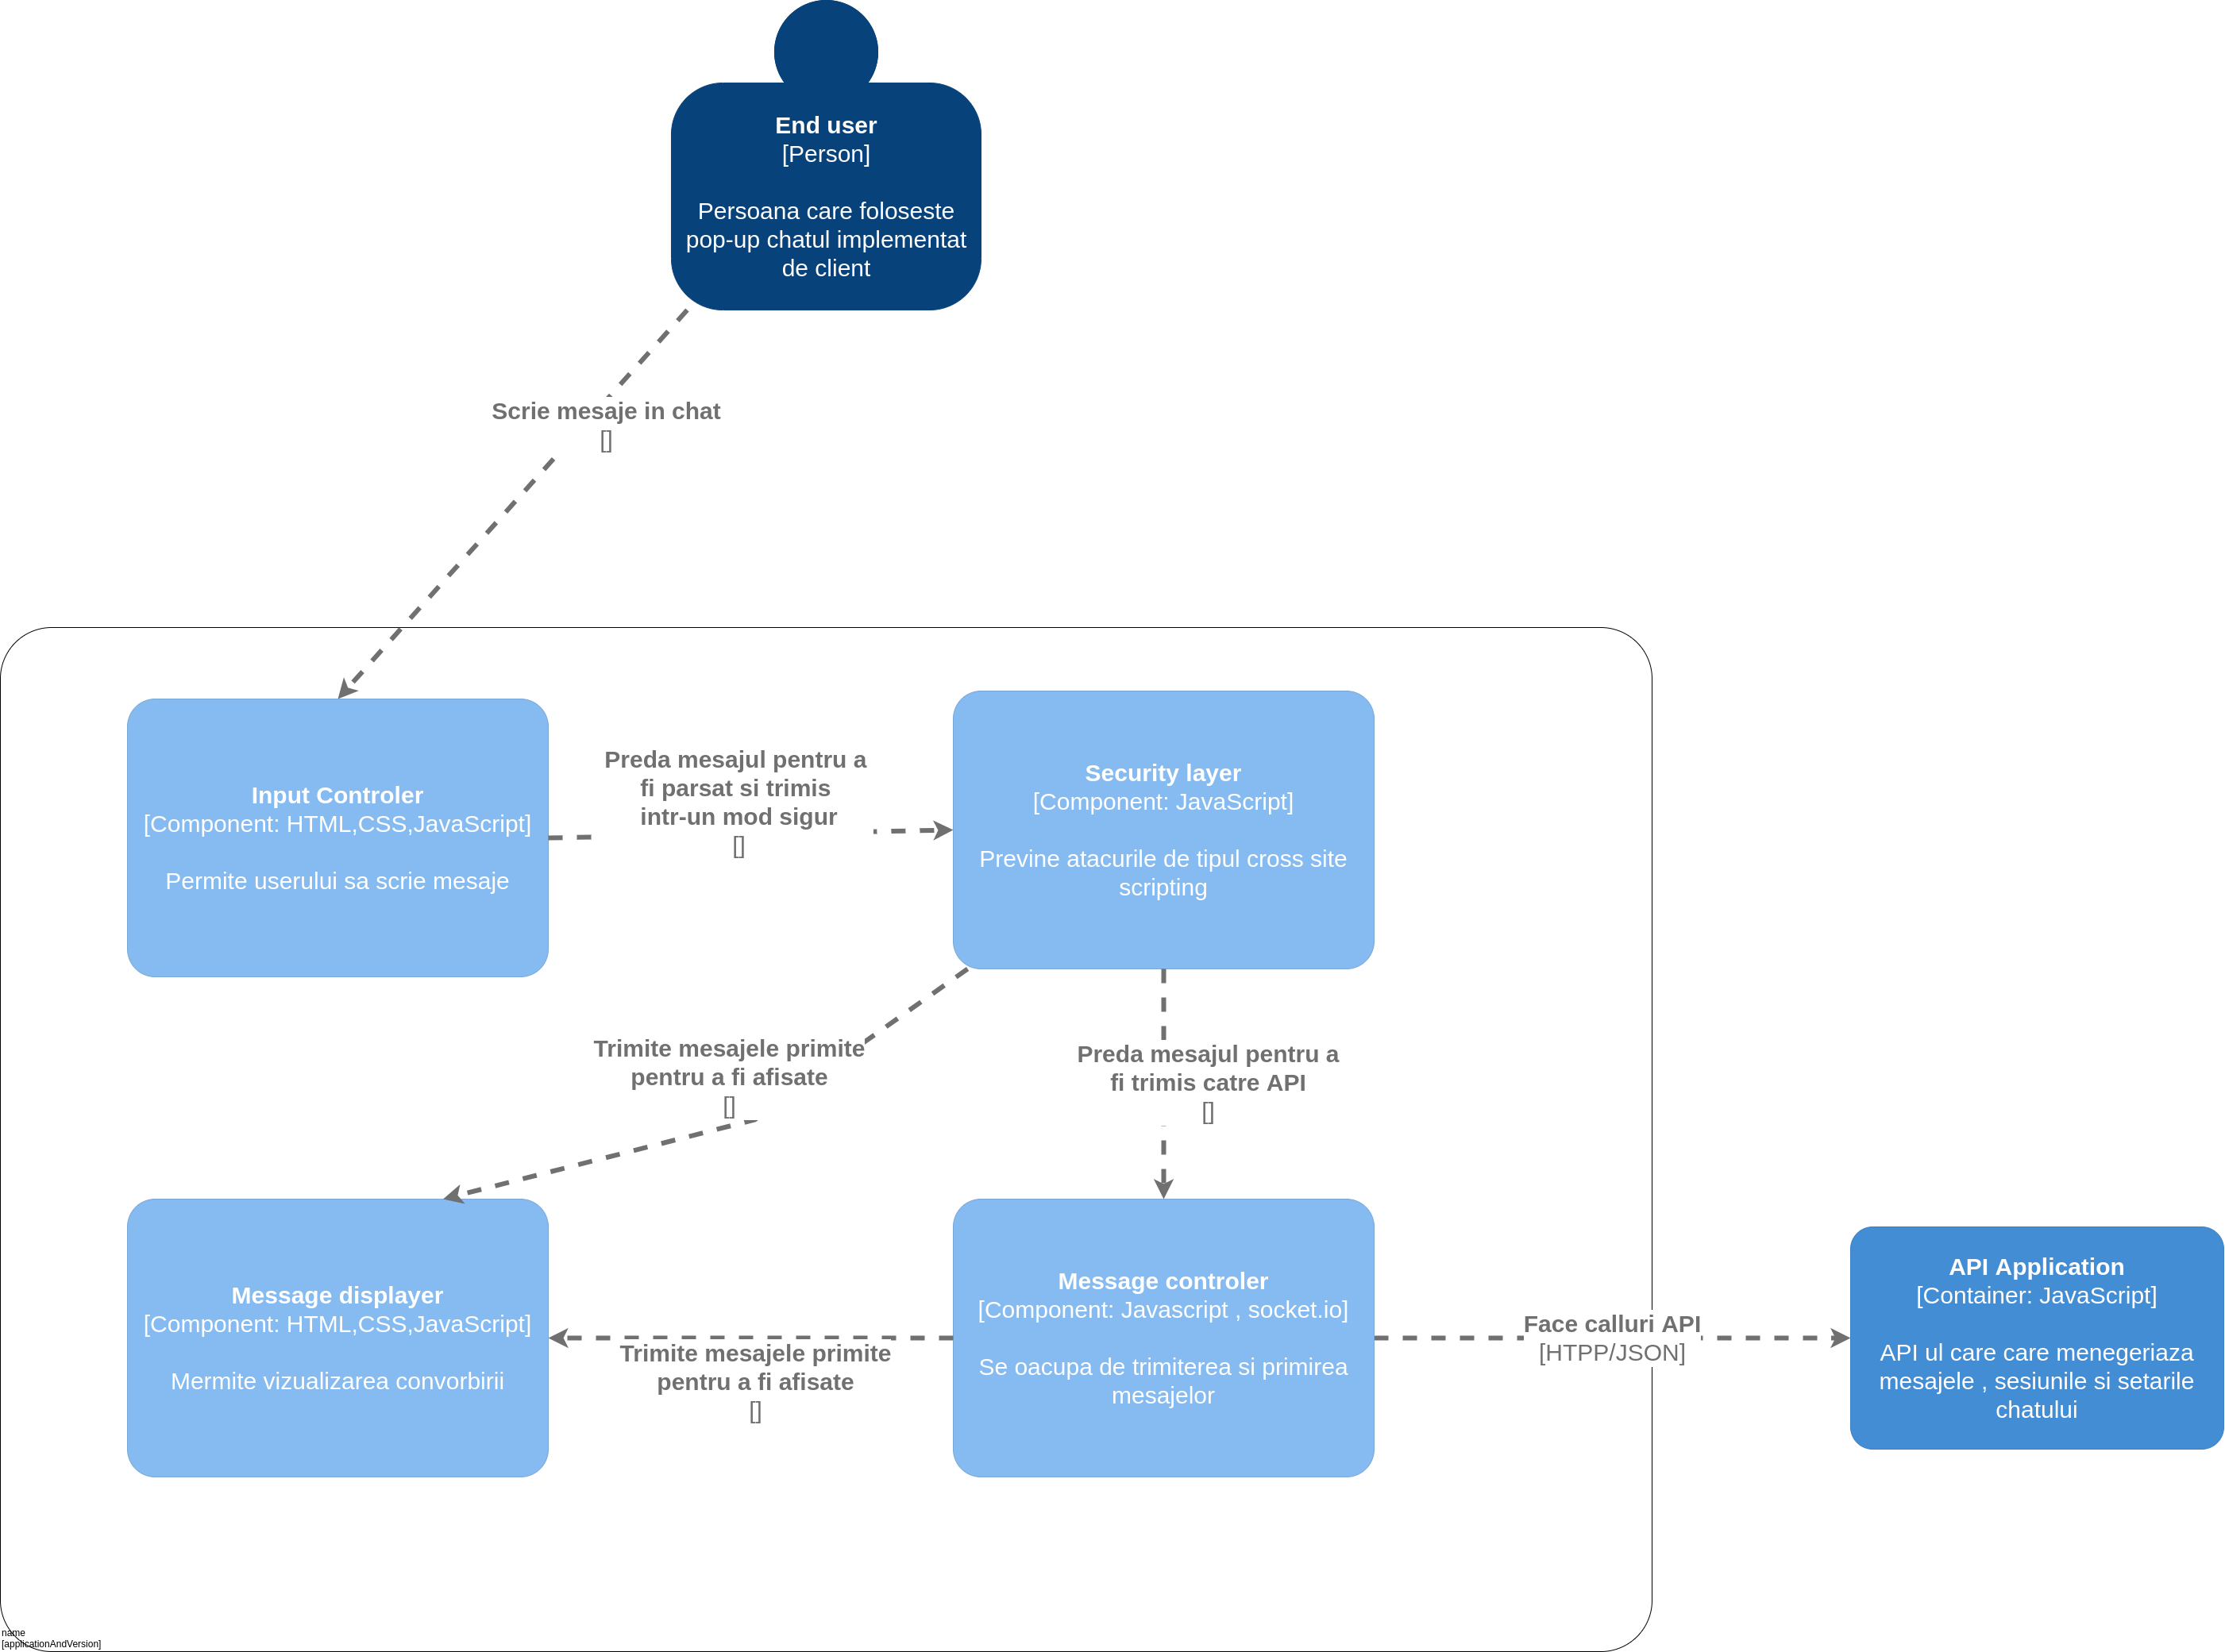 End user
[Person]
Persoana care foloseste
pop-up chatul implementat
de client
Scrie mesaje in chat
[]
Input Controler
[Component: HTML,CSS,JavaScript]
Permite userului sa scrie mesaje
Preda mesajul pentru a
fi parsat si trimis
intr-un mod sigur
[]
Security layer
[Component: JavaScript]
Previne atacurile de tipul cross site
scripting
Trimite mesajele primite
pentru a fi afisate
[]
Preda mesajul pentru a
fi trimis catre API
[]
Message displayer
[Component: HTML,CSS,JavaScript]
Mermite vizualizarea convorbirii
Trimite mesajele primite
pentru a fi afisate
[]
Message controler
[Component: Javascript , socket.io]
Se oacupa de trimiterea si primirea
mesajelor
Face calluri API
[HTPP/JSON]
API Application
[Container: JavaScript]
API ul care care menegeriaza
mesajele , sesiunile si setarile
chatului
name
[applicationAndVersion]